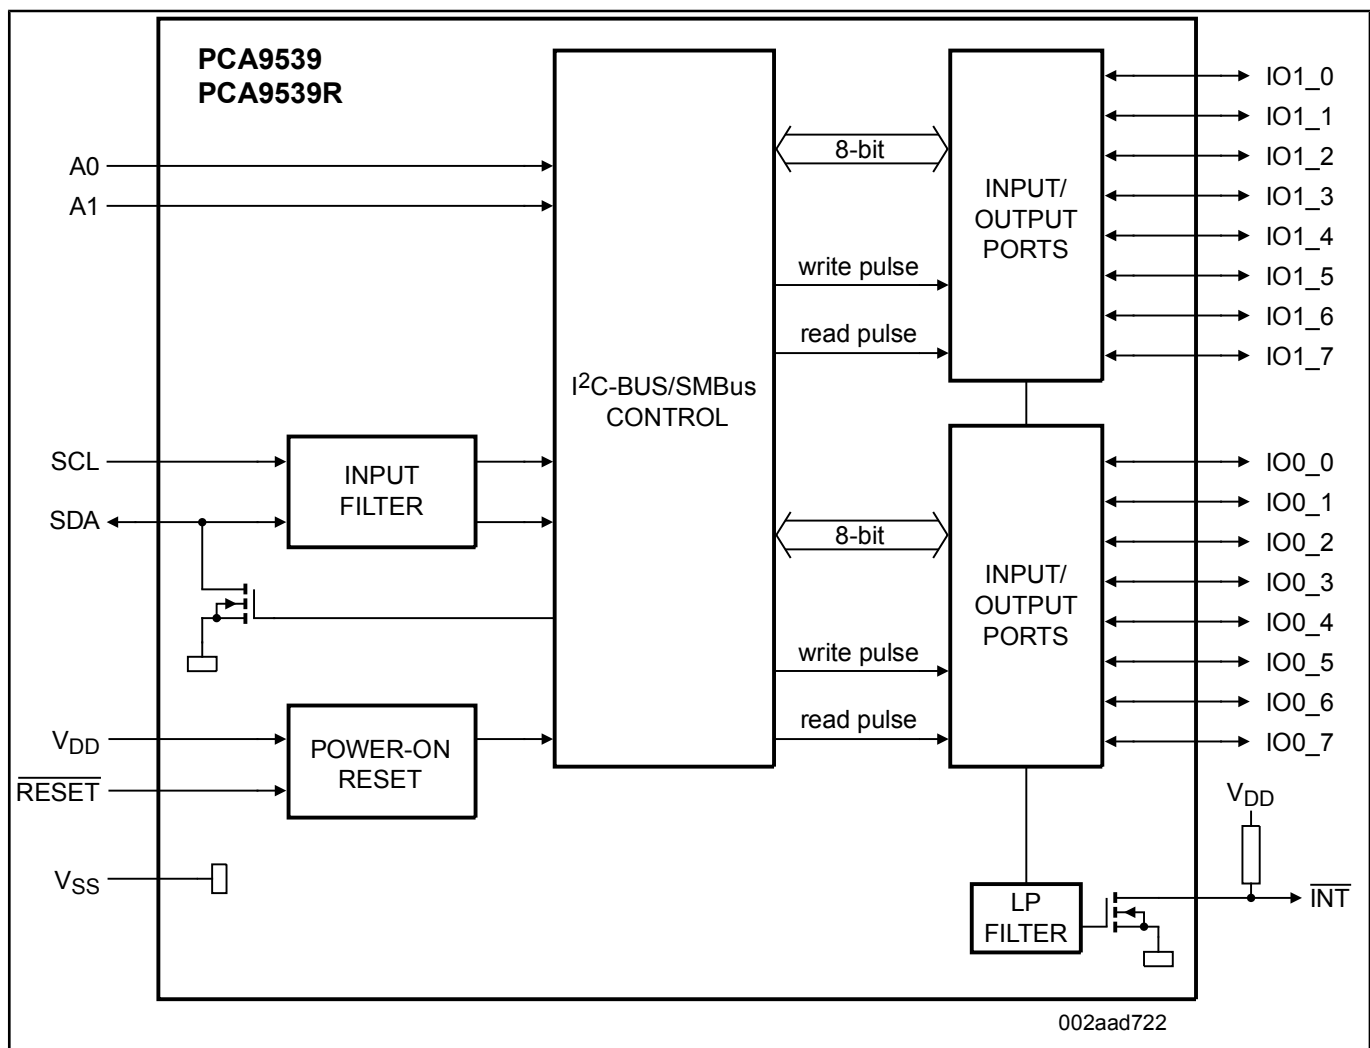 PCA9539
PCA9539R
A0
A1
SCL
SDA
VDD
RESET
VSS
INPUT
FILTER
POWER-ON
RESET
I2C-BUS/SMBus
CONTROL
8-bit
write pulse
read pulse
8-bit
write pulse
read pulse
INPUT/
OUTPUT
PORTS
INPUT/
OUTPUT
PORTS
LP
FILTER
IO1_0
IO1_1
IO1_2
IO1_3
IO1_4
IO1_5
IO1_6
IO1_7
IO0_0
IO0_1
IO0_2
IO0_3
IO0_4
IO0_5
IO0_6
IO0_7
VDD
INT
002aad722